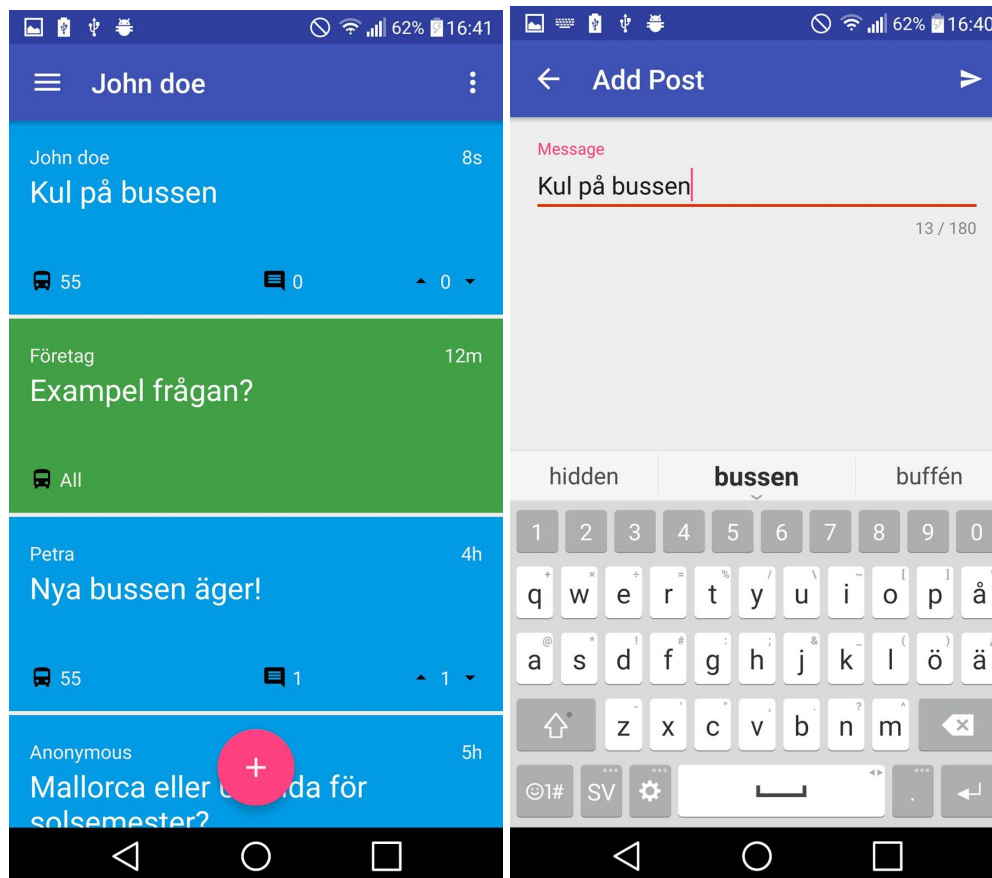 62% 16:41
John doe
John doe 8s
Kul på bussen
55 0 0
Företag 12m
Exampel frågan?
All
Petra 4h
Nya bussen äger!
55 1 1
Anonymous 5h
Mallorca eller da för
solsemester?
62% 16:40
Add Post
Message
Kul på bussen
13 / 180
hidden bussen buffén
1 2 3 4 5 6 7 8 9 0
q w e r t y u i o p å
a s d f g h j k l ö ä
z x c v b n m
☺1# SV .